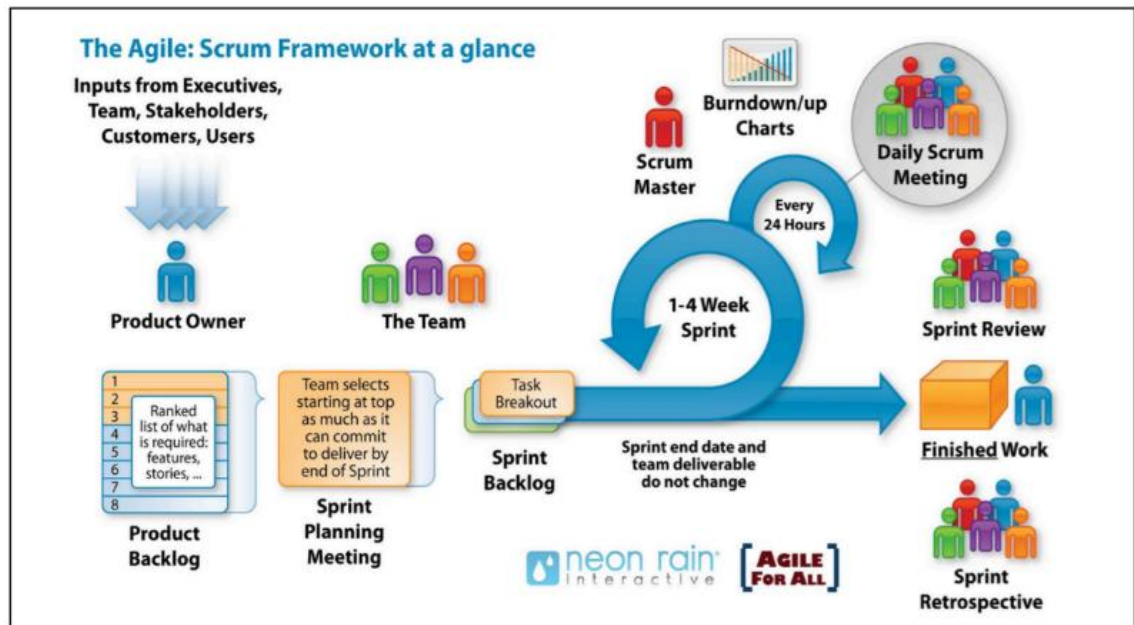 The Agile: Scrum Framework at a glance
Inputs from Executives,
Team, Stakeholders,
Customers, Users
Product Owner
The Team
Scrum
Master
Burndown/up
Charts
Daily Scrum
Meeting
Every
24 Hours
1-4 Week
Sprint
Sprint Review
1
2
3
4
5
6
7
8
Ranked
list of what
is required:
features,
stories, ...
Product
Backlog
Team selects
starting at top
as much as it
can commit
to deliver by
end of Sprint
Sprint
Planning
Meeting
Task
Breakout
Sprint
Backlog
Sprint end date and
team deliverable
do not change
Finished Work
Sprint
Retrospective
neon rain
interactive
AGILE
FOR ALL